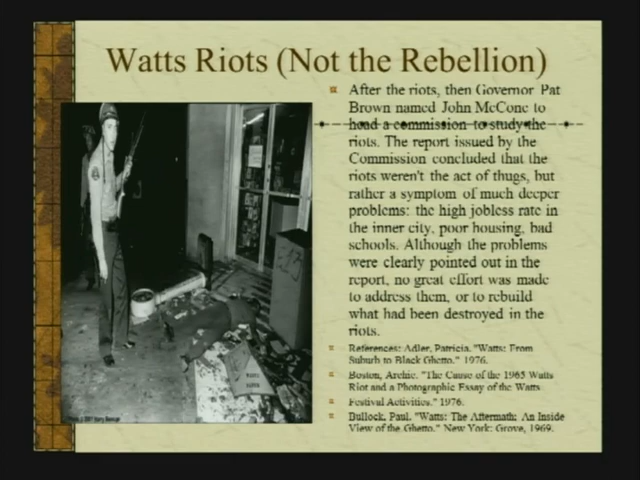 Watts Riots (Not the Rebellion)
After the riots, then Governor Pat
Brown named John McCone to
head a commission to study the
riots. The report issued by the
Commission concluded that the
riots weren't the act of thugs, but
rather a symptom of much deeper
problems: the high jobless rate in
the inner city, poor housing, bad
schools. Although the problems
were clearly pointed out in the
report, no great effort was made
to address them, or to rebuild
what had been destroyed in the
riots.
References: Adler, Patricia. "Watts: From
Suburb to Black Ghetto." 1976.
Boston, Archie. "The Cause of the 1965 Watts
Riot and a Photographic Essay of the Watts
Festival Activities." 1976.
Bullock, Paul. "Watts: The Aftermath; An Inside
View of the Ghetto." New York: Grove, 1969.